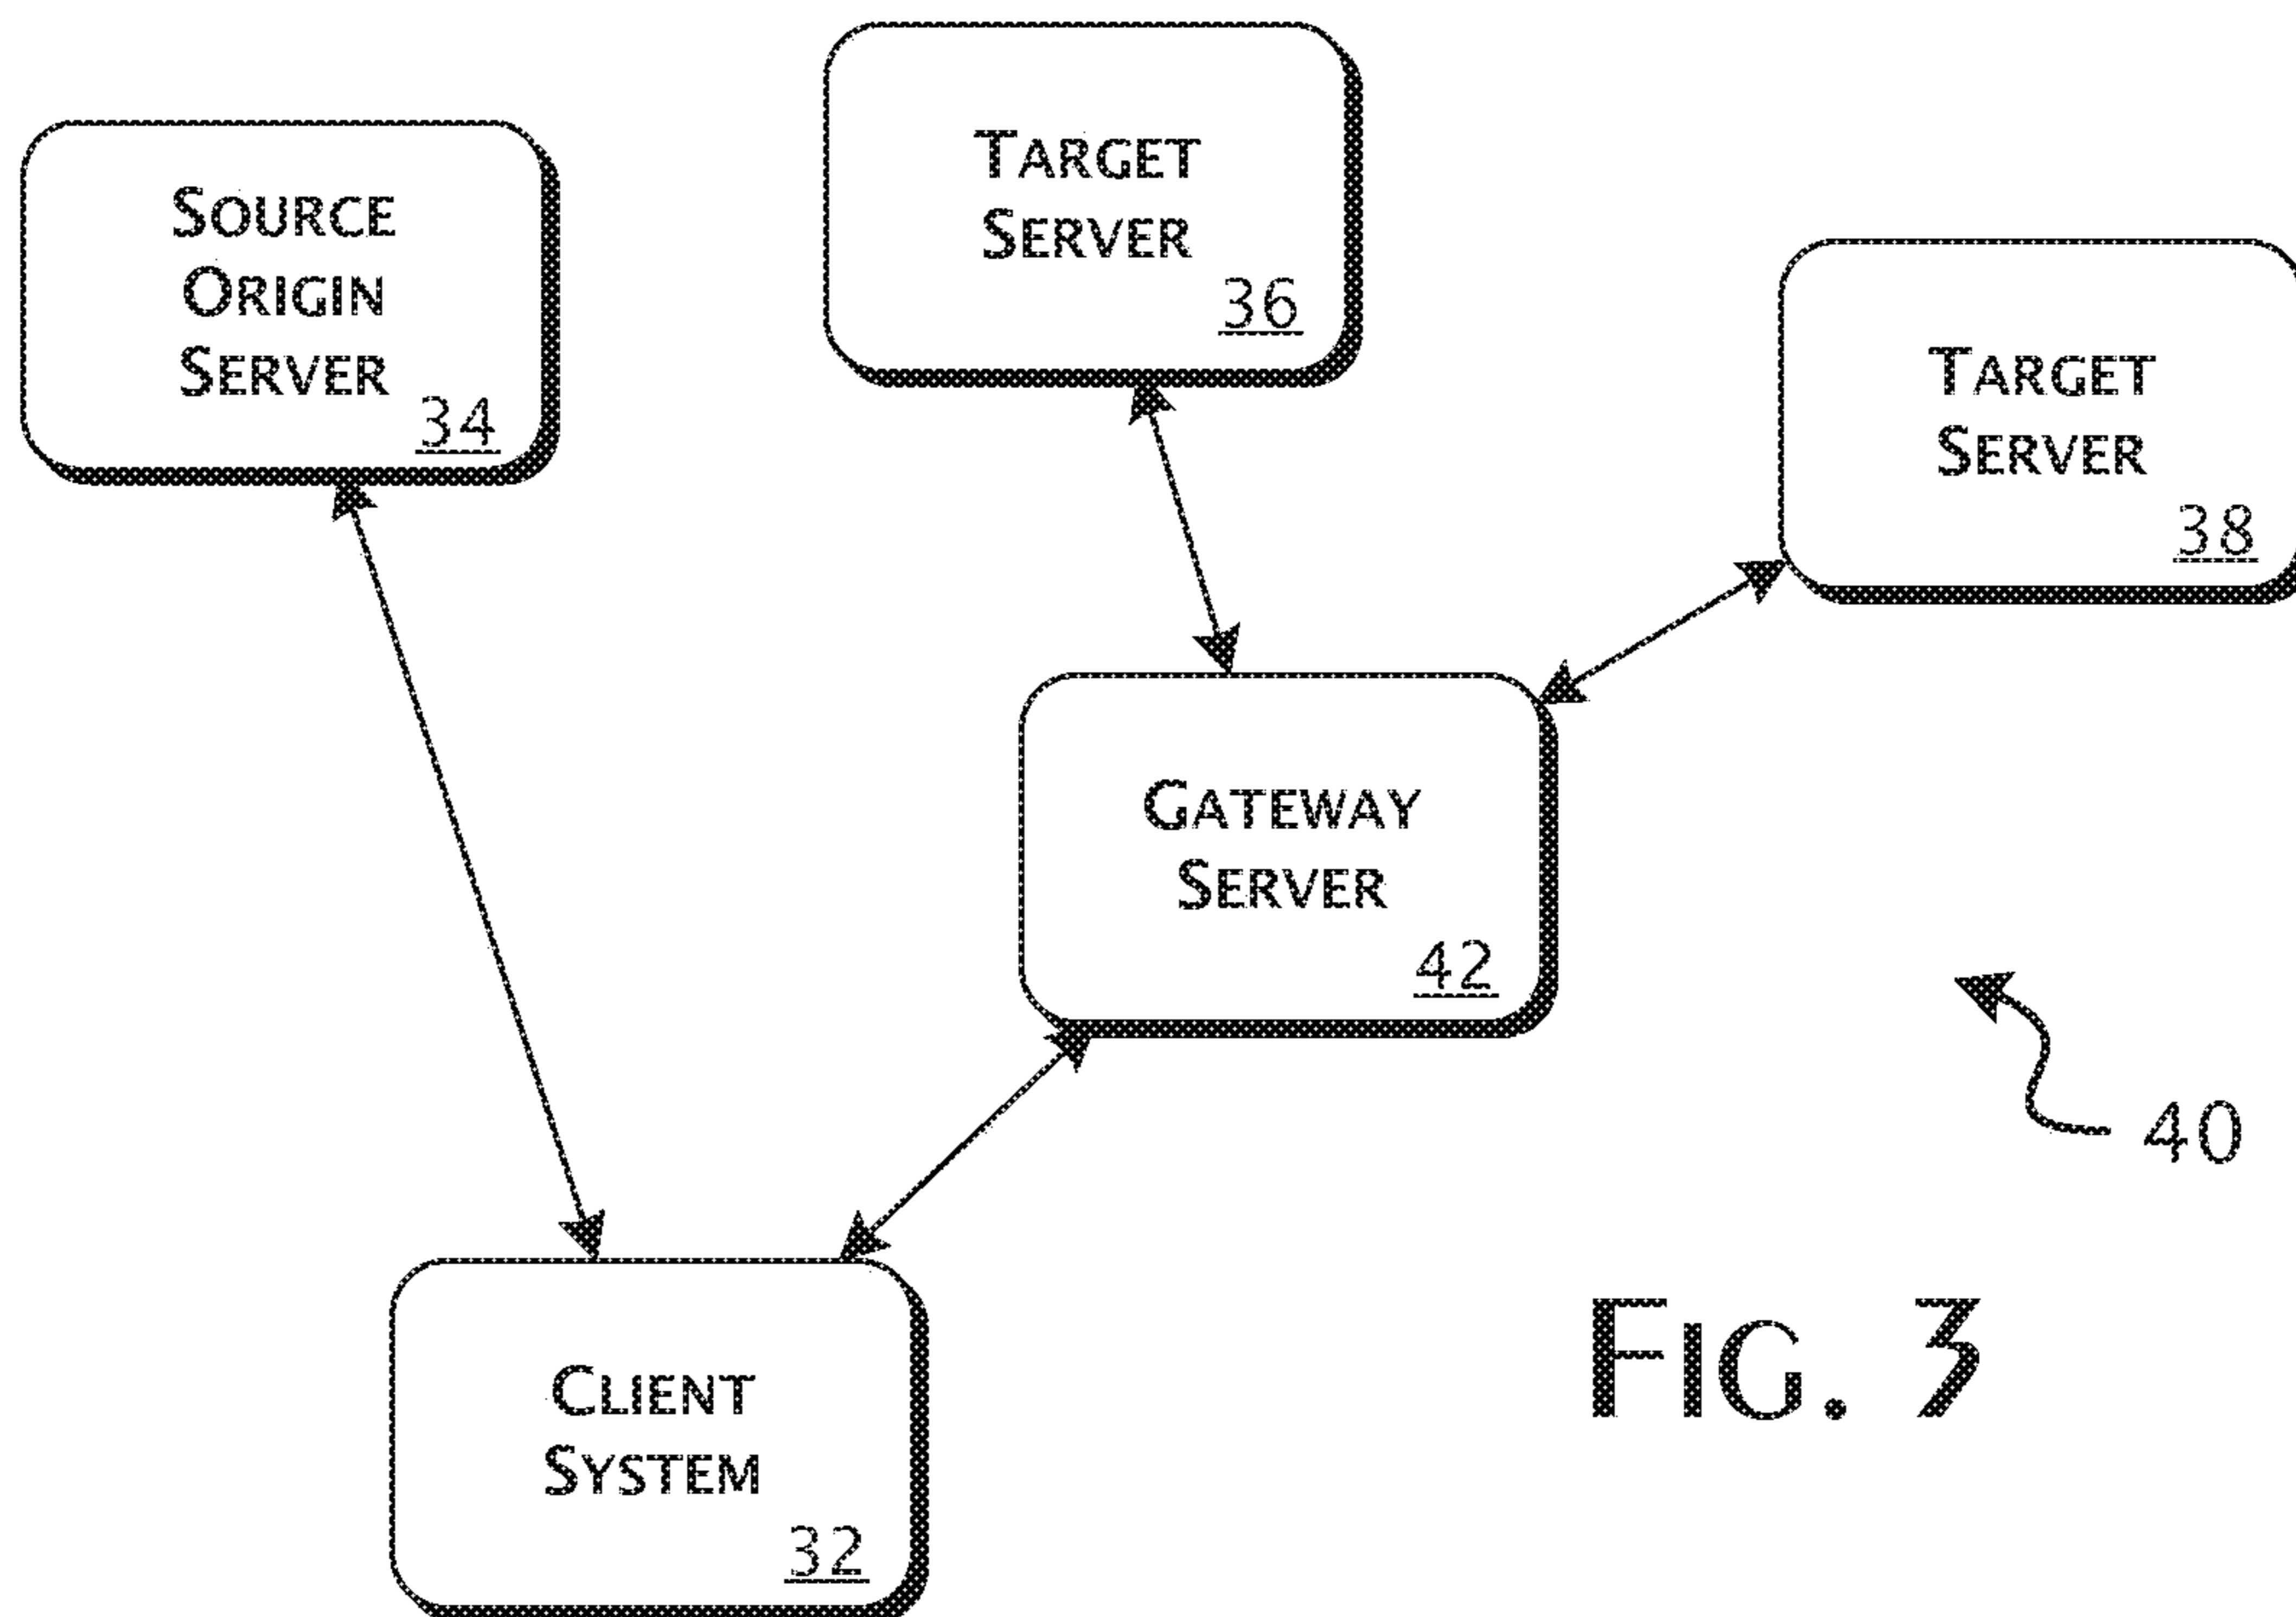 SOURCE
ORIGIN
SERVER
34
TARGET
SERVER
36
TARGET
SERVER
38
GATEWAY
SERVER
42
40
CLIENT
SYSTEM
32
FIG. 3